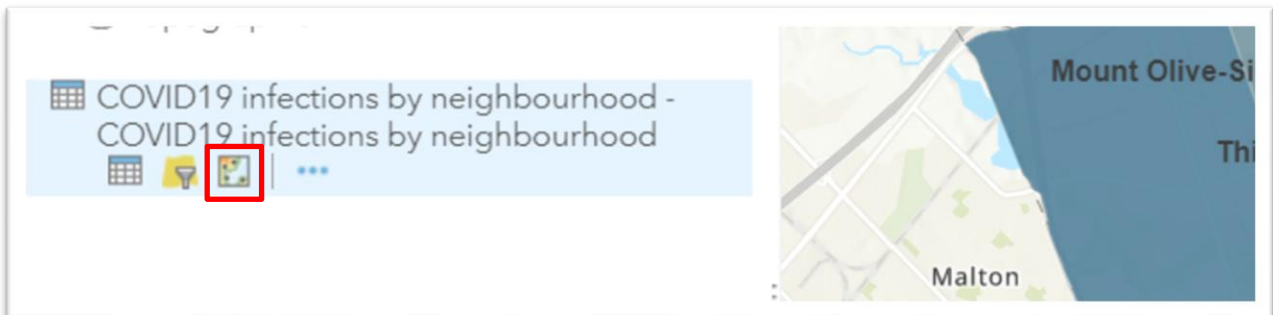 COVID19 infections by neighbourhood -
COVID19 infections by neighbourhood
Mount Olive-Si
Thi
Malton